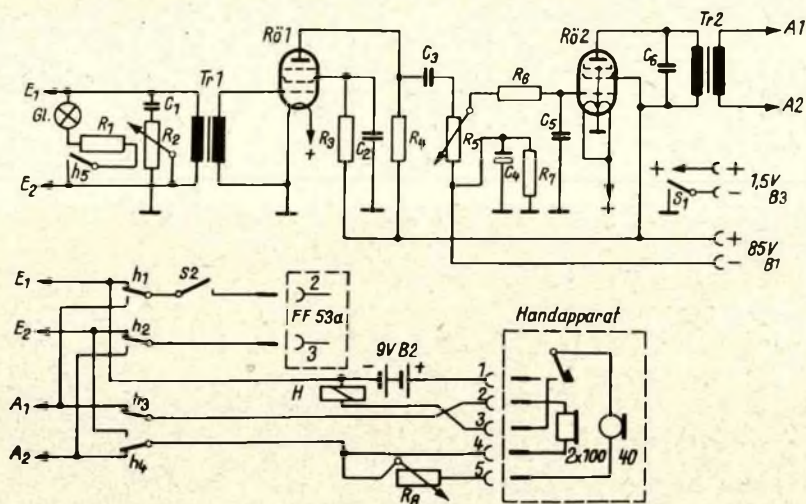 Rö1
Rö2
Tr2
A1
C3
C6
E1
Tr1
C1
R6
A2
Gl.
R1
R2
R3
C2
R4
R5
C5
h5
C4
R7
+
+
+
+
1,5V
E2
S1
−
B3
+
85V
−
B1
E1
h1
S2
2
FF 53a
Handapparat
E2
h2
3
−
9V B2
+
1
H
2
A1
h3
3
4
2x100
40
A2
h4
5
R8